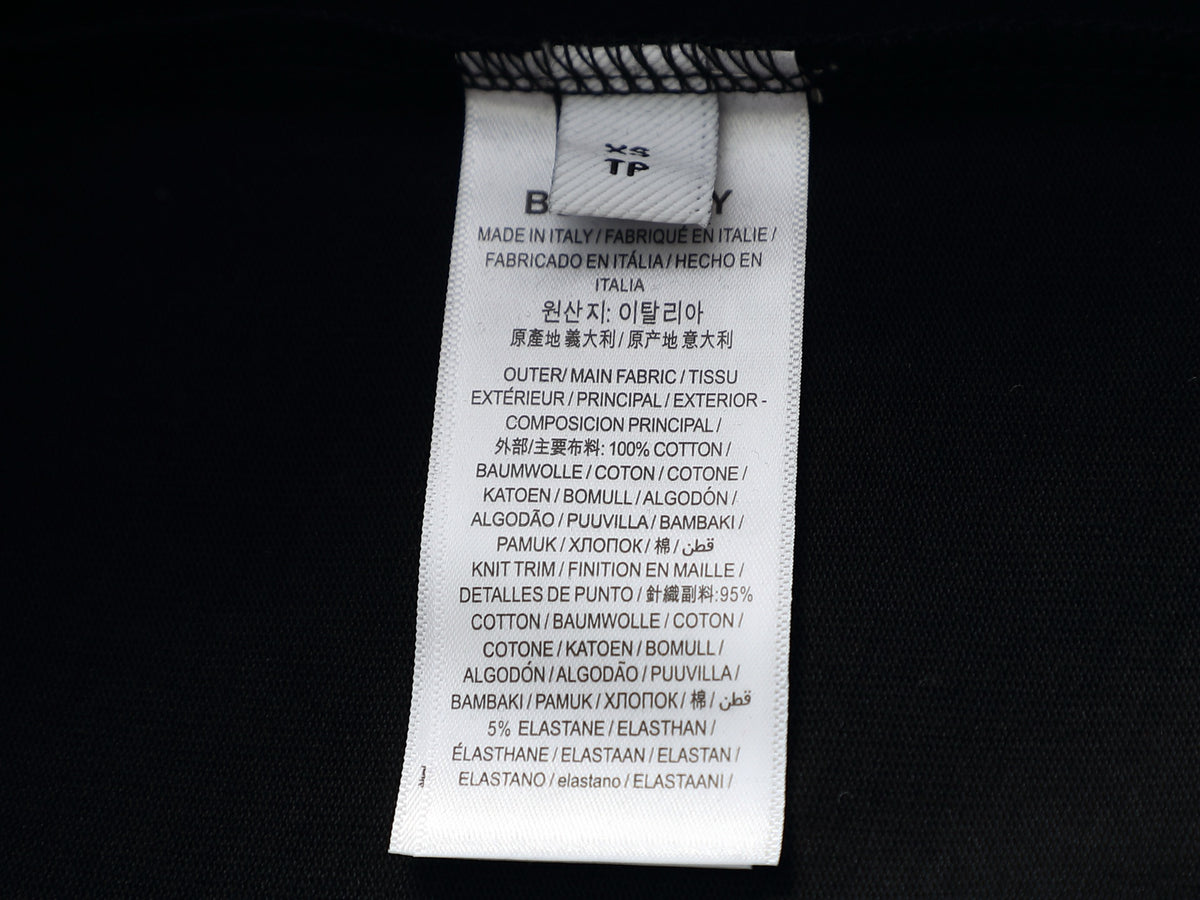 XS
TP
MADE IN ITALY / FABRIQUÉ EN ITALIE /
FABRICADO EN ITÁLIA / HECHO EN
ITALIA
원산지: 이탈리아
原產地 義大利 / 原产地 意大利
OUTER/ MAIN FABRIC / TISSU
EXTÉRIEUR / PRINCIPAL / EXTERIOR -
COMPOSICION PRINCIPAL /
外部/主要布料: 100% COTTON /
BAUMWOLLE / COTON / COTONE /
KATOEN / BOMULL / ALGODÓN /
ALGODÃO / PUUVILLA / BAMBAKI /
PAMUK / ХЛОПОК / 棉 / قطن
KNIT TRIM / FINITION EN MAILLE /
DETALLES DE PUNTO / 針織副料:95%
COTTON / BAUMWOLLE / COTON /
COTONE / KATOEN / BOMULL /
ALGODÓN / ALGODÃO / PUUVILLA /
BAMBAKI / PAMUK / ХЛОПОК / 棉 / قطن
5% ELASTANE / ELASTHAN /
ÉLASTHANE / ELASTAAN / ELASTAN /
ELASTANO / elastano / ELASTAANI /